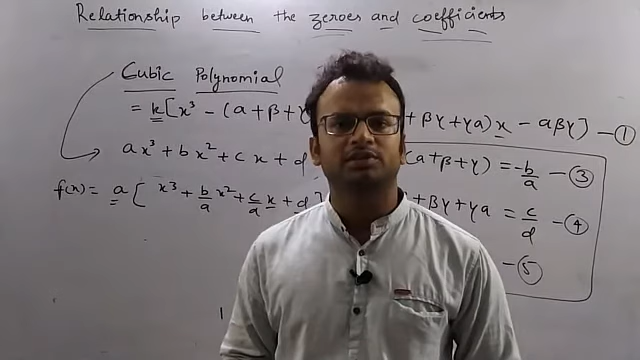 Relationship between the zeroes and coefficients
Cubic Polynomial
= k[x³ - (α+β+γ + βγ+γα)x - αβγ] — ①
ax³+bx²+cx+d (α+β+γ) = -b/a — ③
f(x) = a[x³ + b/a x² + c/a x + d + βγ+γα = c/d — ④
— ⑤